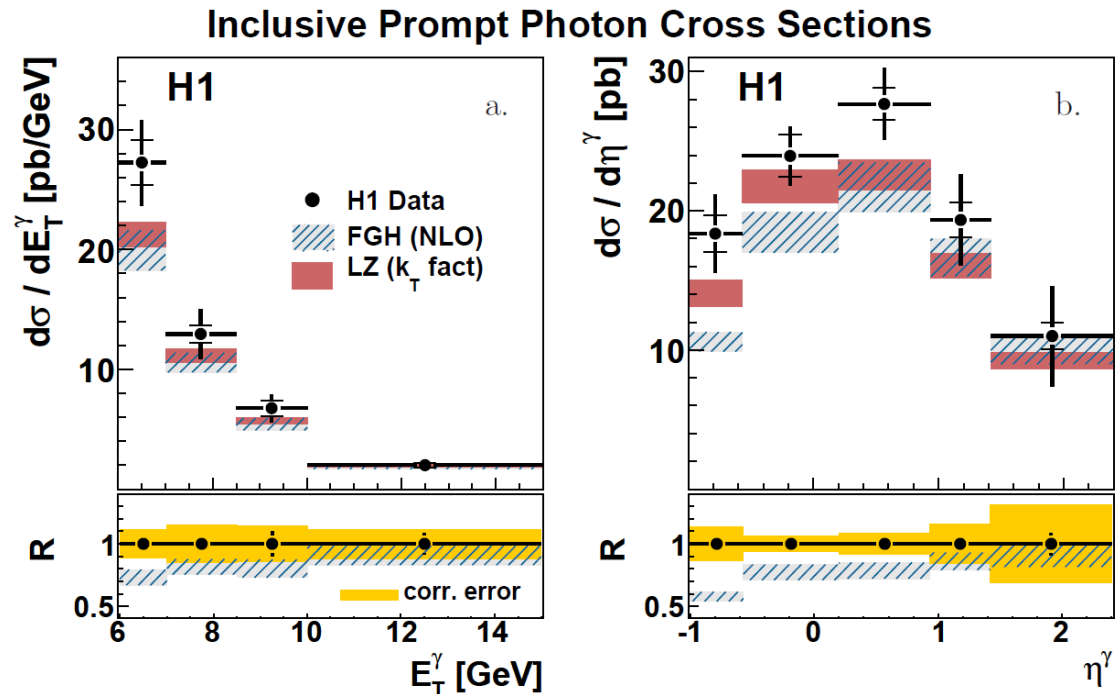 Inclusive Prompt Photon Cross Sections
H1
a.
dσ / dE_T^γ [pb/GeV]
30
20
10
H1 Data
FGH (NLO)
LZ (k_T fact)
R
1
0.5
corr. error
6
8
10
12
14
E_T^γ [GeV]
H1
b.
dσ / dη^γ [pb]
30
20
10
R
1
0.5
-1
0
1
2
η^γ